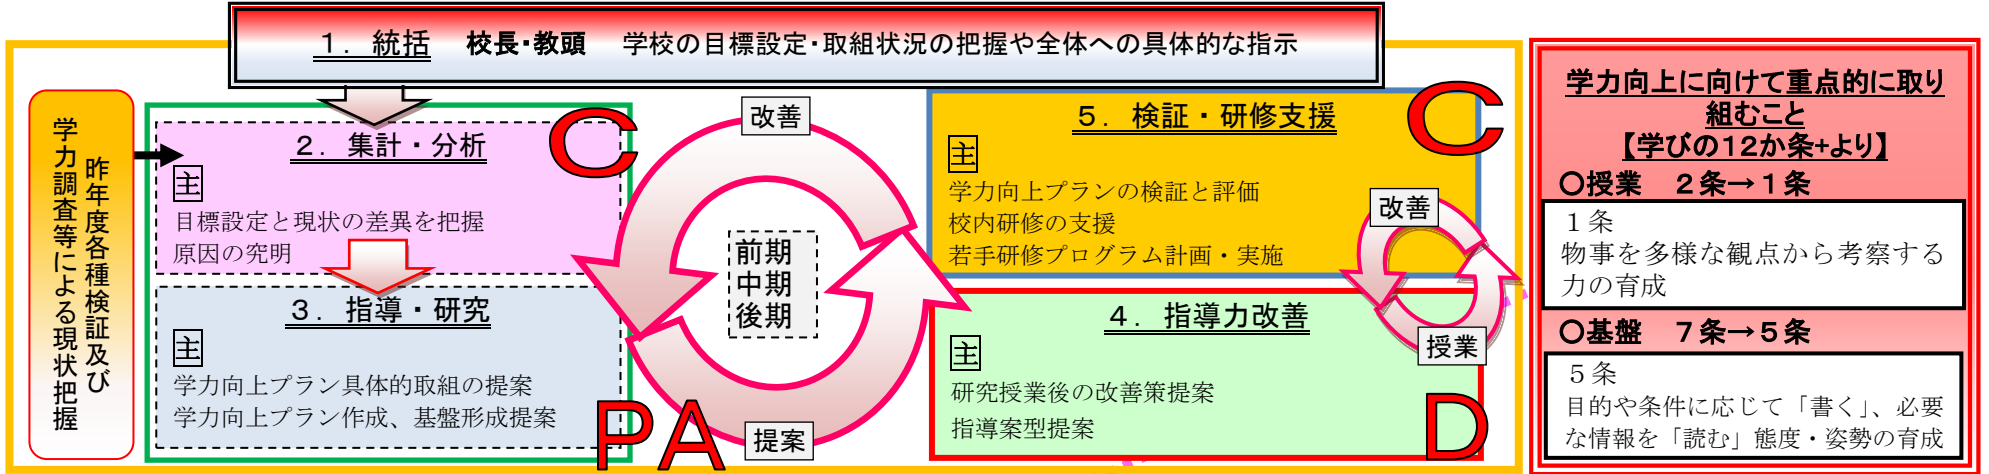 １．統括　校長・教頭　学校の目標設定・取組状況の把握や全体への具体的な指示
昨年度各種検証及び
学力調査等による現状把握
２．集計・分析
C
主
目標設定と現状の差異を把握
原因の究明
３．指導・研究
主
学力向上プラン具体的取組の提案
学力向上プラン作成、基盤形成提案
PA
改善
前期
中期
後期
提案
５．検証・研修支援
C
主
学力向上プランの検証と評価
校内研修の支援
若手研修プログラム計画・実施
改善
授業
４．指導力改善
主
研究授業後の改善策提案
指導案型提案
D
学力向上に向けて重点的に取り
組むこと
【学びの１２か条+より】
〇授業　２条→１条
１条
物事を多様な観点から考察する
力の育成
〇基盤　７条→５条
５条
目的や条件に応じて「書く」、必要
な情報を「読む」態度・姿勢の育成